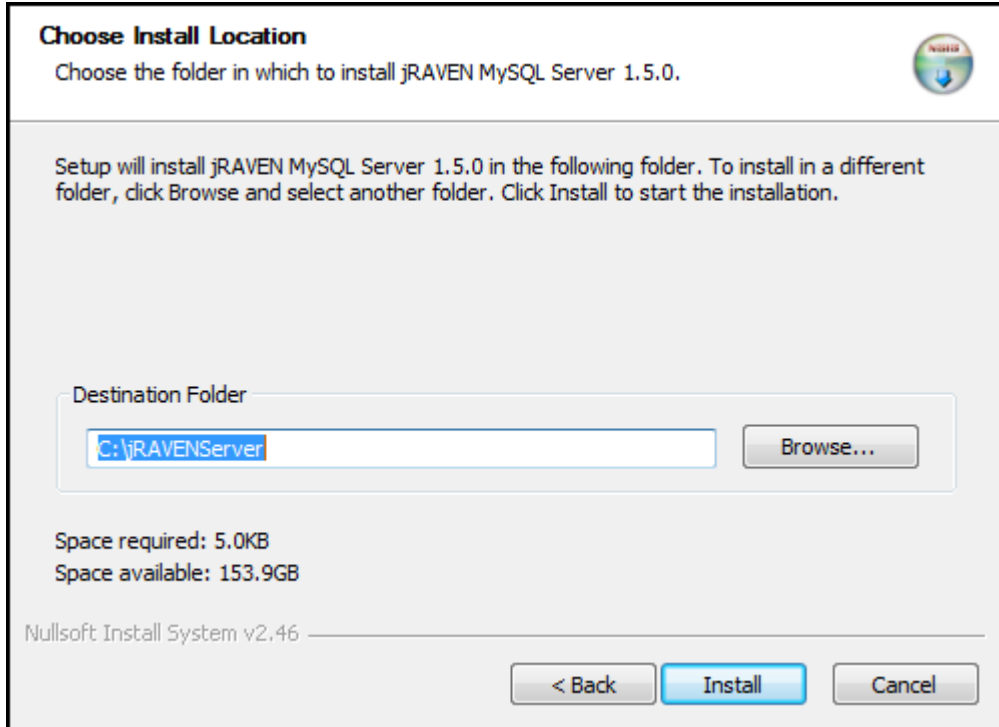 Choose Install Location
Choose the folder in which to install jRAVEN MySQL Server 1.5.0.
Setup will install jRAVEN MySQL Server 1.5.0 in the following folder. To install in a different
folder, click Browse and select another folder. Click Install to start the installation.
Destination Folder
C:\jRAVENServer
Browse...
Space required: 5.0KB
Space available: 153.9GB
Nullsoft Install System v2.46
< Back
Install
Cancel